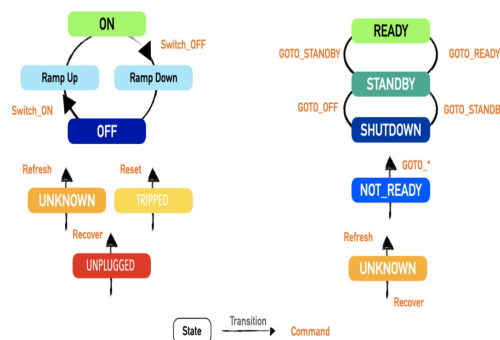 ON
Switch_OFF
Ramp Up
Ramp Down
Switch_ON
OFF
Refresh
Reset
UNKNOWN
TRIPPED
Recover
UNPLUGGED
READY
GOTO_STANDBY
GOTO_READY
STANDBY
GOTO_OFF
GOTO_STANDB
SHUTDOWN
GOTO_*
NOT_READY
Refresh
UNKNOWN
Recover
State
Transition
Command